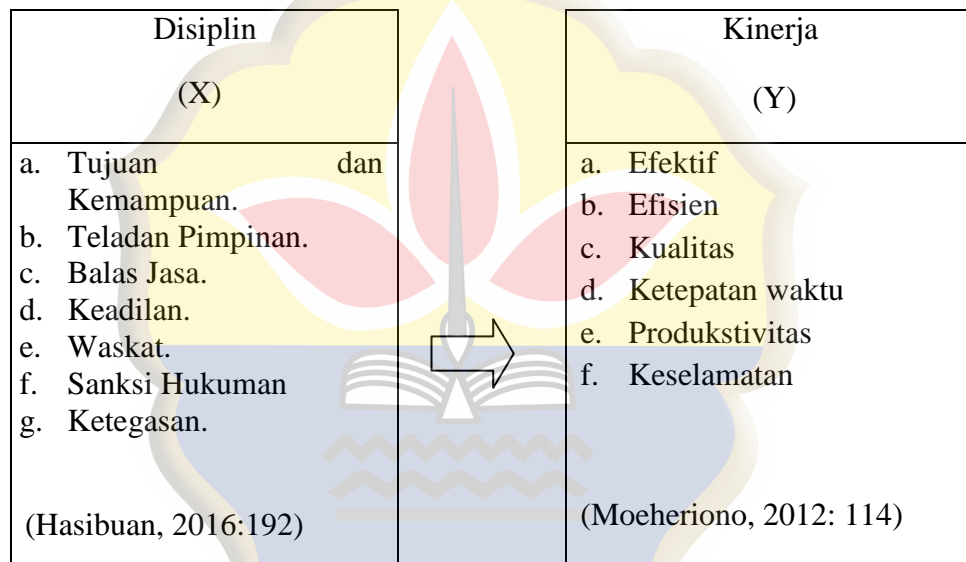 Disiplin
(X)
a. Tujuan dan
Kemampuan.
b. Teladan Pimpinan.
c. Balas Jasa.
d. Keadilan.
e. Waskat.
f. Sanksi Hukuman
g. Ketegasan.
(Hasibuan, 2016:192)
Kinerja
(Y)
a. Efektif
b. Efisien
c. Kualitas
d. Ketepatan waktu
e. Produkstivitas
f. Keselamatan
(Moeheriono, 2012: 114)